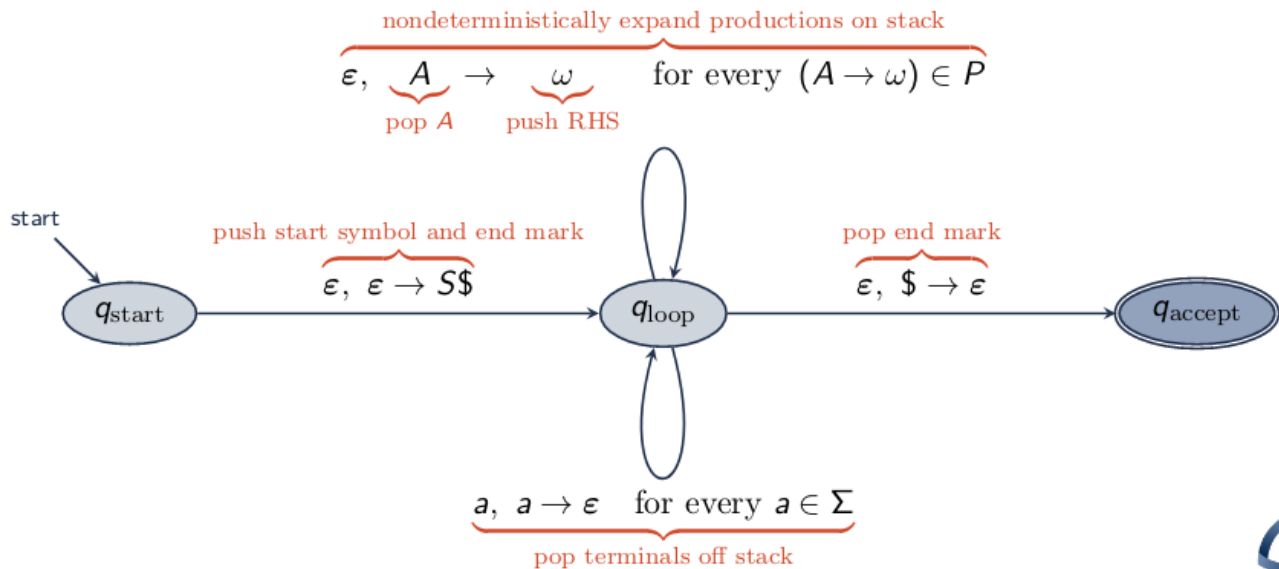 nondeterministically expand productions on stack
ε, A → ω for every (A → ω) ∈ P
pop A push RHS
start
push start symbol and end mark
pop end mark
ε, ε → S$
ε, $ → ε
q_start
q_loop
q_accept
a, a → ε for every a ∈ Σ
pop terminals off stack